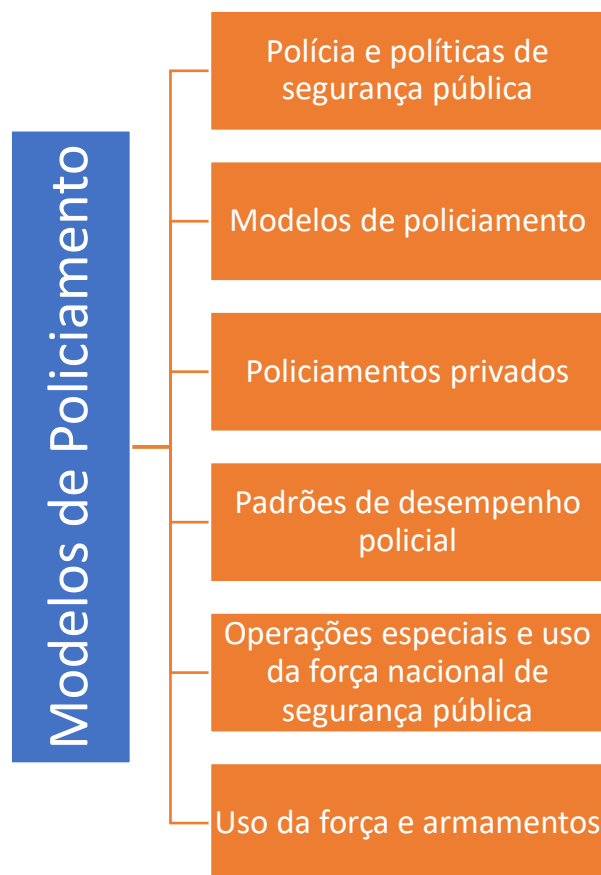 Modelos de Policiamento
Polícia e políticas de
segurança pública
Modelos de policiamento
Policiamentos privados
Padrões de desempenho
policial
Operações especiais e uso
da força nacional de
segurança pública
Uso da força e armamentos